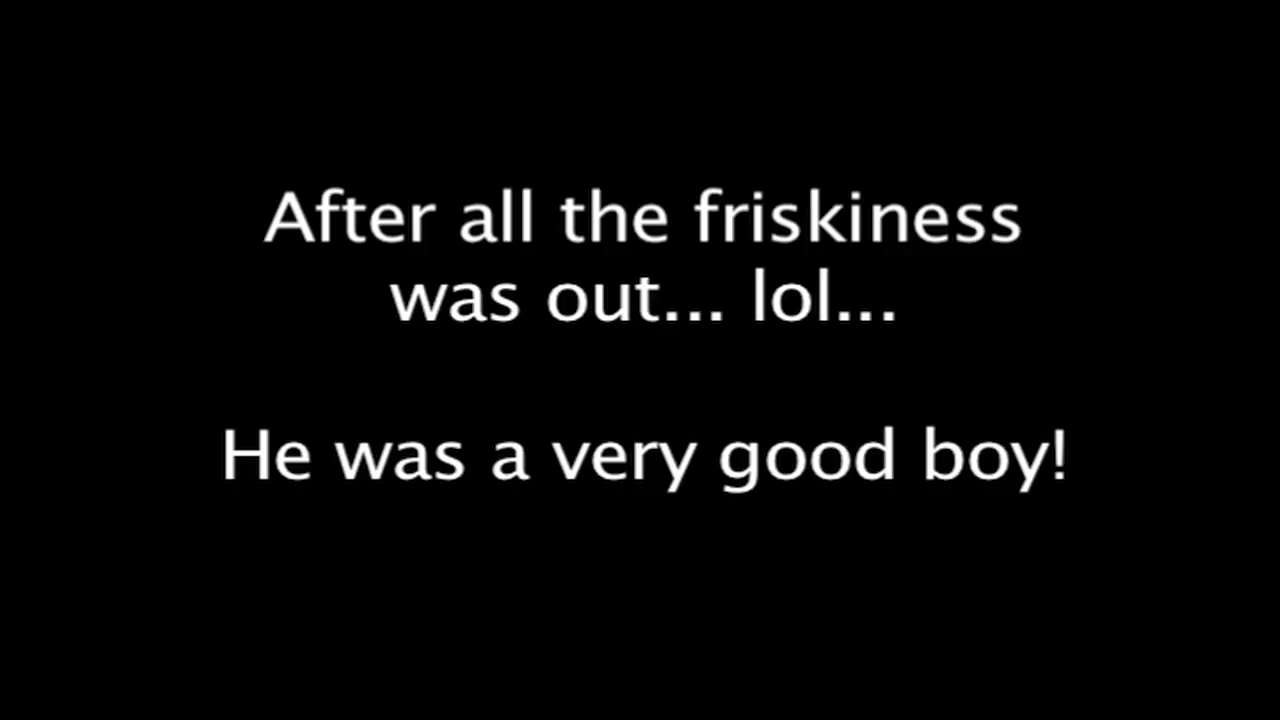 After all the friskiness
was out... lol...
He was a very good boy!